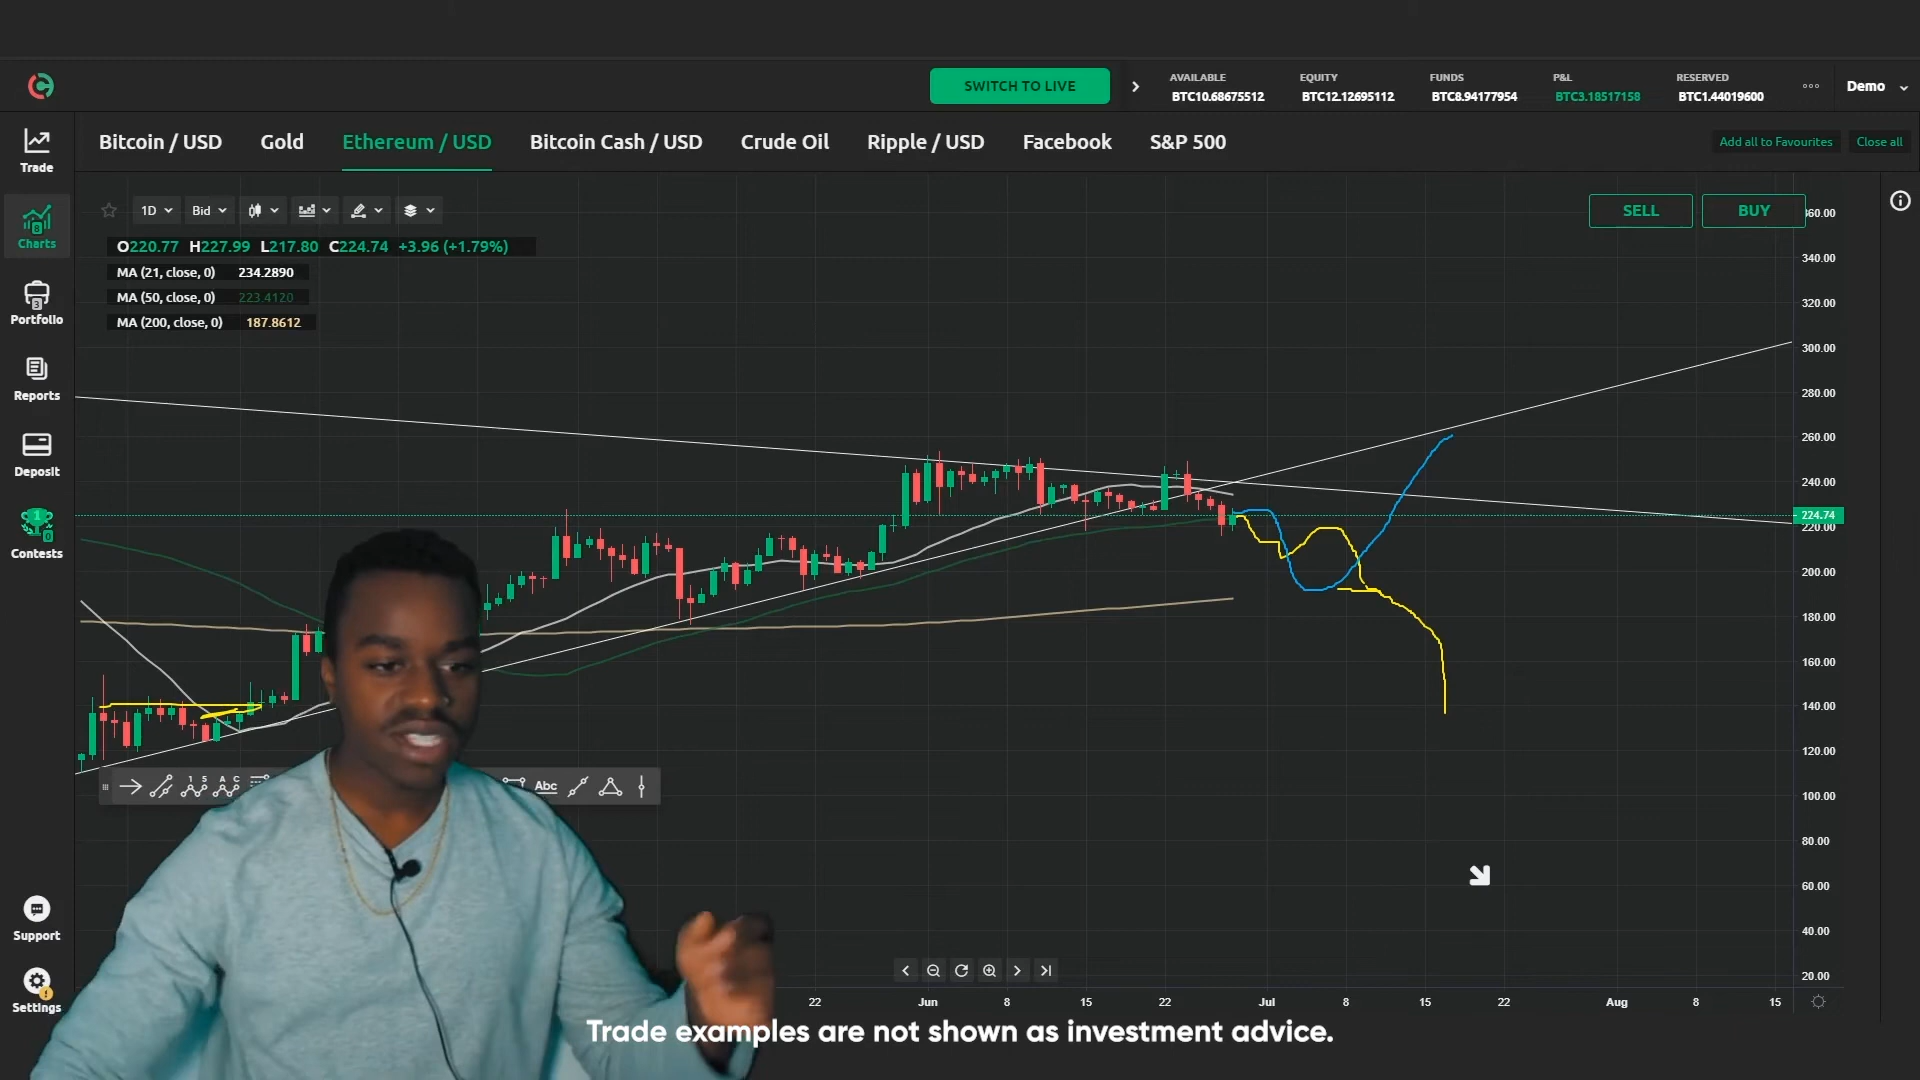 SWITCH TO LIVE
AVAILABLE EQUITY FUNDS P&L RESERVED
BTC10.68675512 BTC12.12695112 BTC8.94177954 BTC3.18517158 BTC1.44019600
Demo
Trade
Charts
8
Portfolio
3
Reports
Deposit
Contests
1
0
Support
Settings
Bitcoin / USD Gold Ethereum / USD Bitcoin Cash / USD Crude Oil Ripple / USD Facebook S&P 500
Add all to Favourites Close all
1D Bid
SELL BUY
O220.77 H227.99 L217.80 C224.74 +3.96 (+1.79%)
MA (21, close, 0) 234.2890
MA (50, close, 0) 223.4120
MA (200, close, 0) 187.8612
340.00
320.00
300.00
280.00
260.00
240.00
224.74
220.00
200.00
180.00
160.00
140.00
120.00
100.00
80.00
60.00
40.00
20.00
1 5 A C Abc
22 Jun 8 15 22 Jul 8 15 22 Aug 8 15
Trade examples are not shown as investment advice.